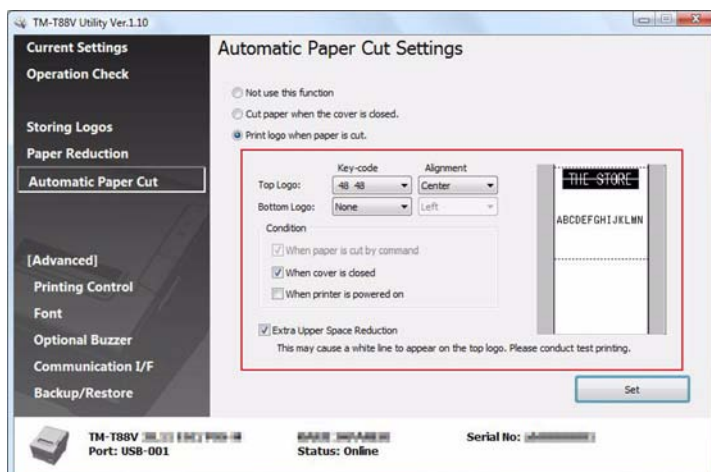 TM-T88V Utility Ver.1.10
Current Settings
Operation Check
Storing Logos
Paper Reduction
Automatic Paper Cut
[Advanced]
Printing Control
Font
Optional Buzzer
Communication I/F
Backup/Restore
Automatic Paper Cut Settings
Not use this function
Cut paper when the cover is closed.
Print logo when paper is cut.
Key-code Alignment
Top Logo: 48 48 Center
Bottom Logo: None Left
Condition
When paper is cut by command
When cover is closed
When printer is powered on
Extra Upper Space Reduction
This may cause a white line to appear on the top logo. Please conduct test printing.
THE STORE
ABCDEFGHIJKLMN
Set
TM-T88V
Port: USB-001
Status: Online
Serial No: